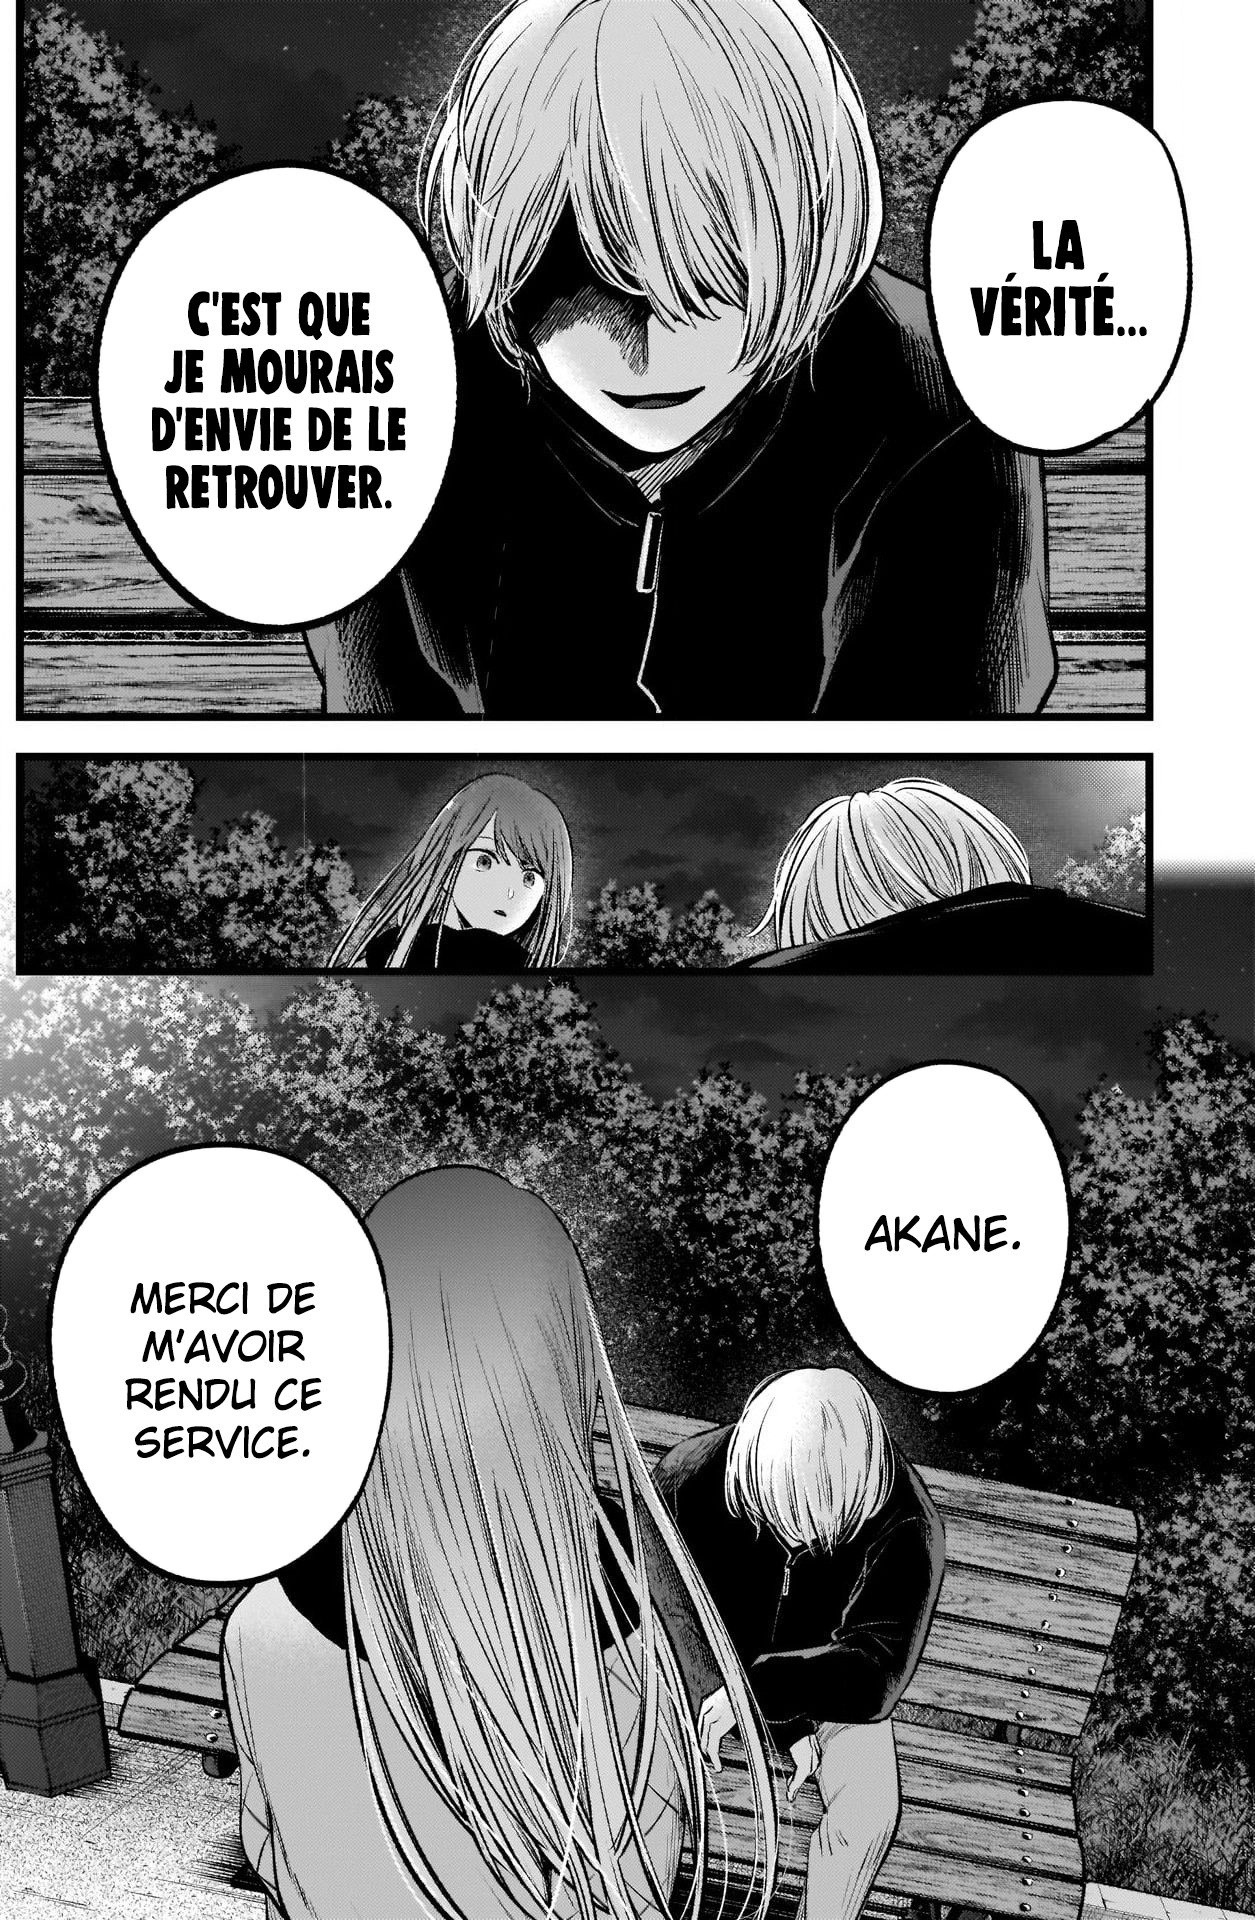 LA
VÉRITÉ...
C'EST QUE
JE MOURAIS
D'ENVIE DE LE
RETROUVER.
AKANE.
MERCI DE
M'AVOIR
RENDU CE
SERVICE.